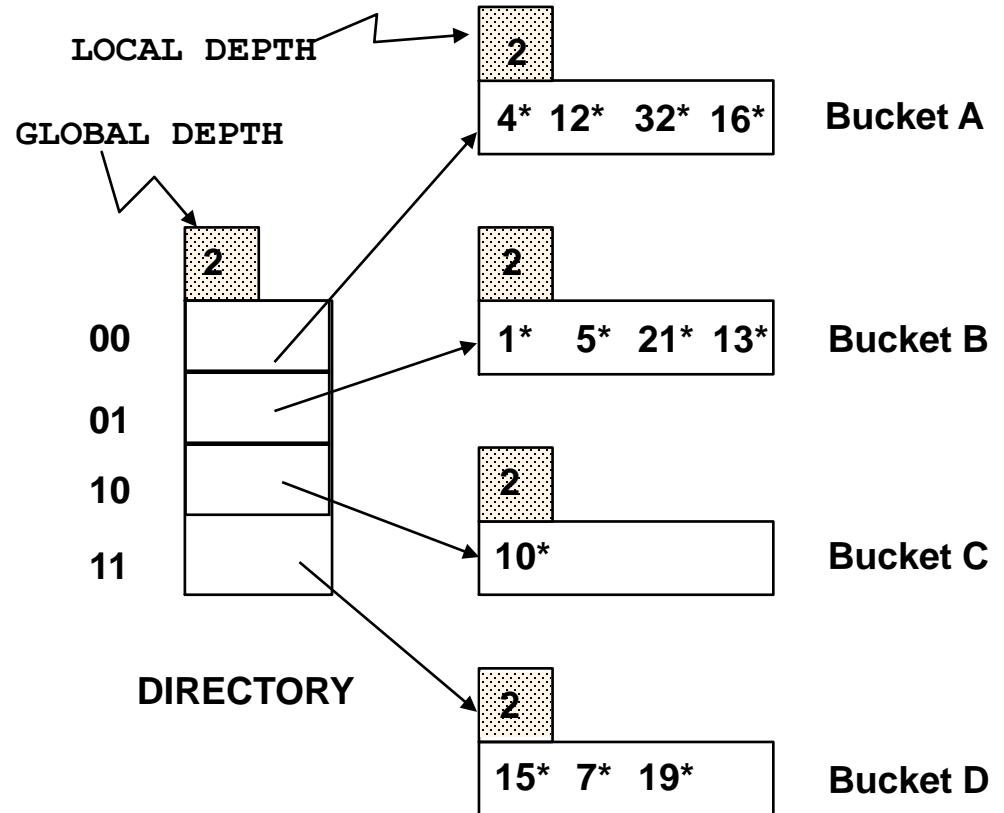 LOCAL DEPTH
2
4* 12* 32* 16*
Bucket A
GLOBAL DEPTH
2
2
00
1* 5* 21* 13*
Bucket B
01
10
2
10*
Bucket C
11
DIRECTORY
2
15* 7* 19*
Bucket D